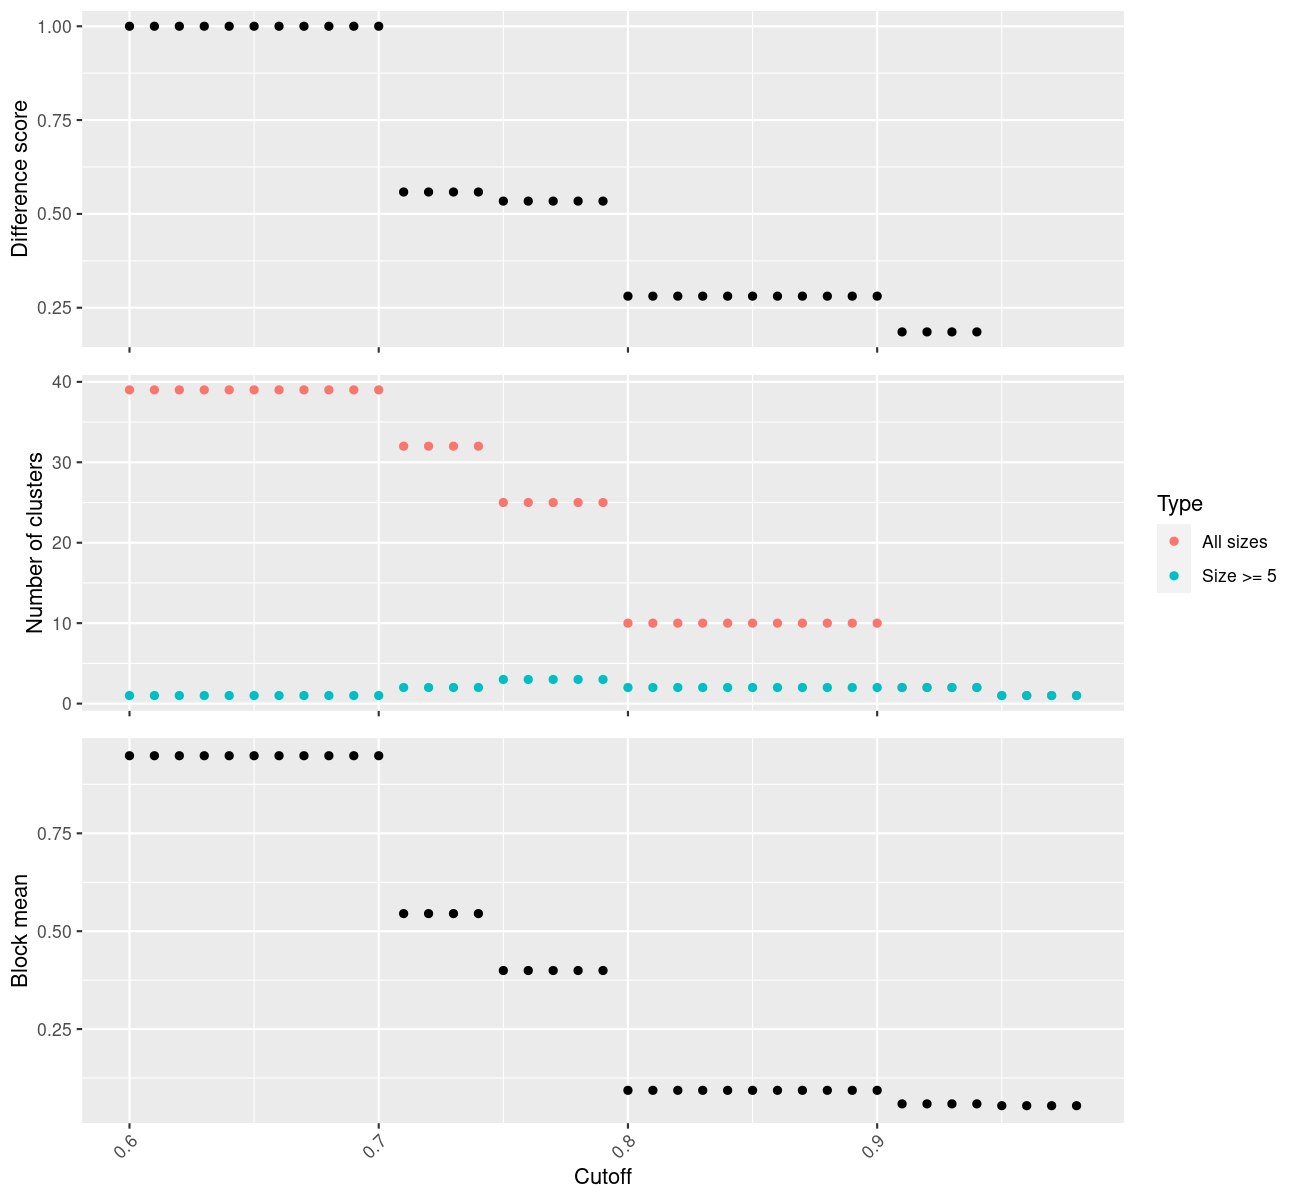 Difference score
1.00
0.75
0.50
0.25
Number of clusters
40
30
20
10
0
Type
All sizes
Size >= 5
Block mean
0.75
0.50
0.25
0.6
0.7
0.8
0.9
Cutoff